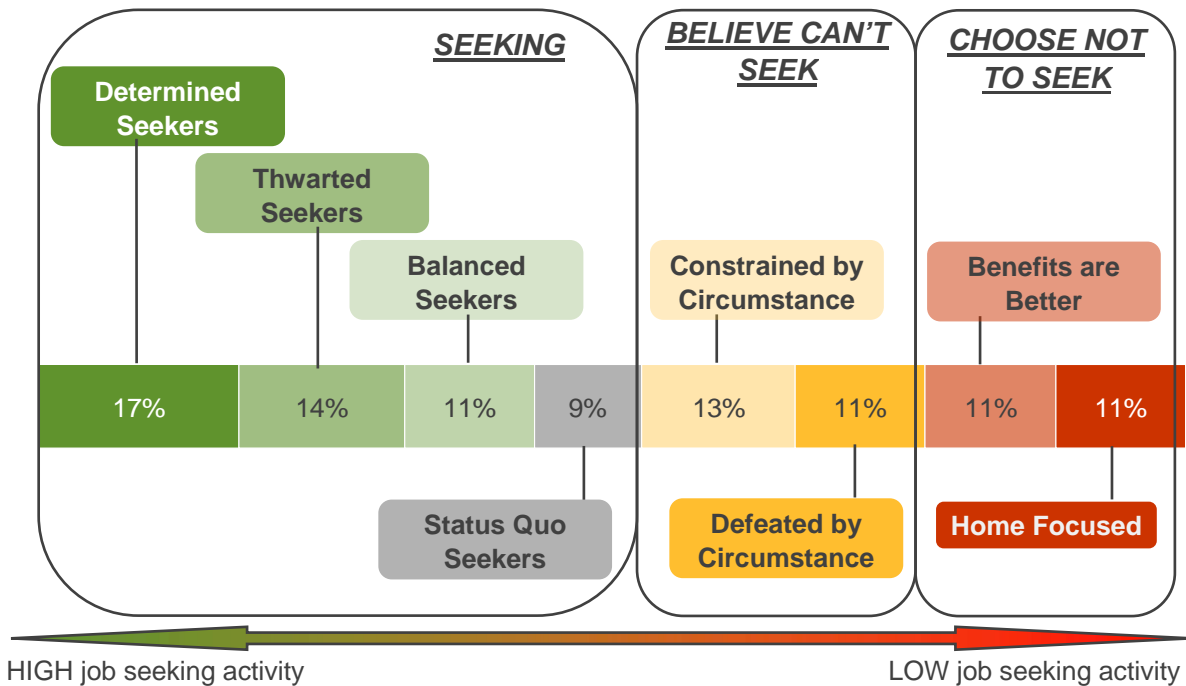 SEEKING
BELIEVE CAN'T
SEEK
CHOOSE NOT
TO SEEK
Determined
Seekers
Thwarted
Seekers
Balanced
Seekers
Constrained by
Circumstance
Benefits are
Better
17%
14%
11%
9%
13%
11%
11%
11%
Status Quo
Seekers
Defeated by
Circumstance
Home Focused
HIGH job seeking activity
LOW job seeking activity